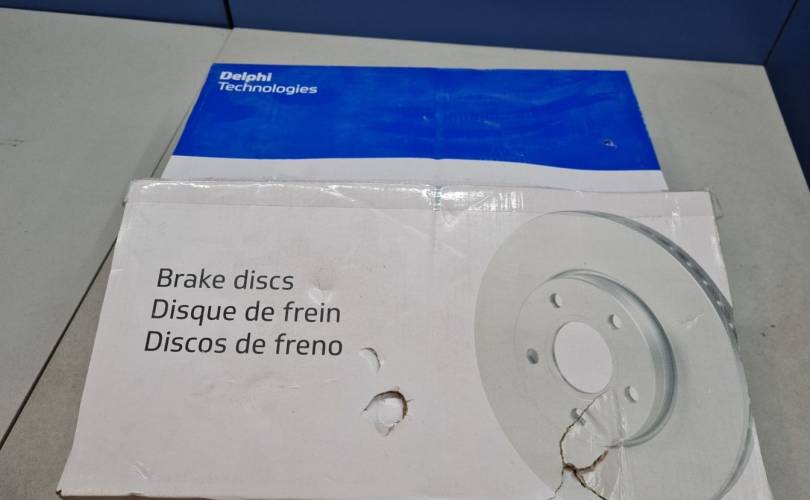 Delphi
Technologies
Brake discs
Disque de frein
Discos de freno